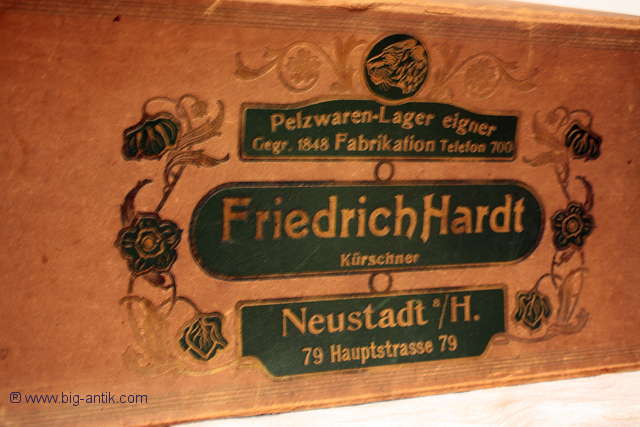 Pelzwaren-Lager eigner
Gegr. 1848 Fabrikation Telefon 700
Friedrich Hardt
Kürschner
Neustadt a/H.
79 Hauptstrasse 79
® www.big-antik.com